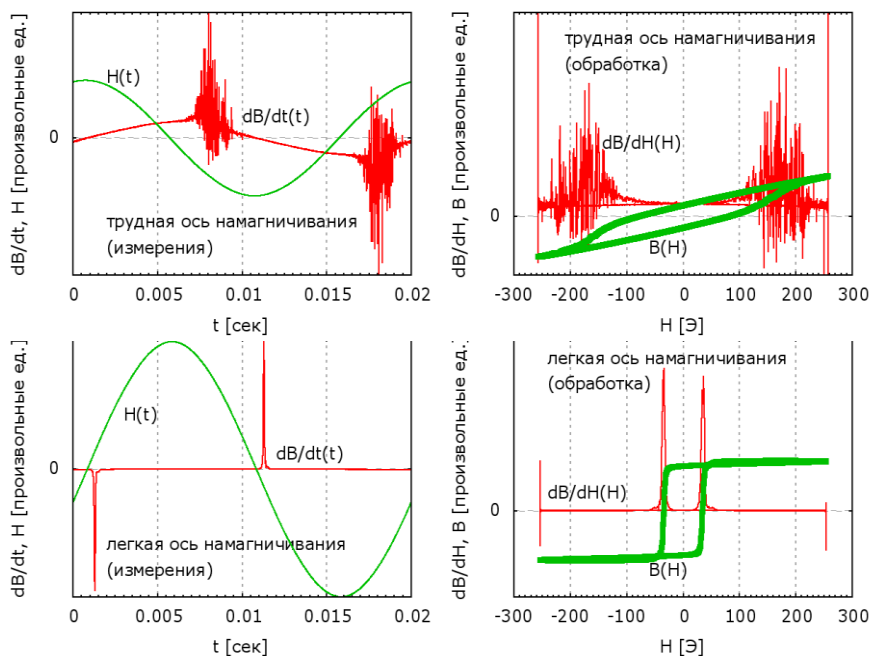 dB/dt, H [произвольные ед.]
0
H(t)
dB/dt(t)
трудная ось намагничивания
(измерения)
0
0.005
0.01
0.015
0.02
t [сек]
dB/dH, B [произвольные ед.]
0
трудная ось намагничивания
(обработка)
dB/dH(H)
B(H)
-300
-200
-100
0
100
200
300
H [Э]
dB/dt, H [произвольные ед.]
0
H(t)
dB/dt(t)
легкая ось намагничивания
(измерения)
0
0.005
0.01
0.015
0.02
t [сек]
dB/dH, B [произвольные ед.]
0
легкая ось намагничивания
(обработка)
dB/dH(H)
B(H)
-300
-200
-100
0
100
200
300
H [Э]